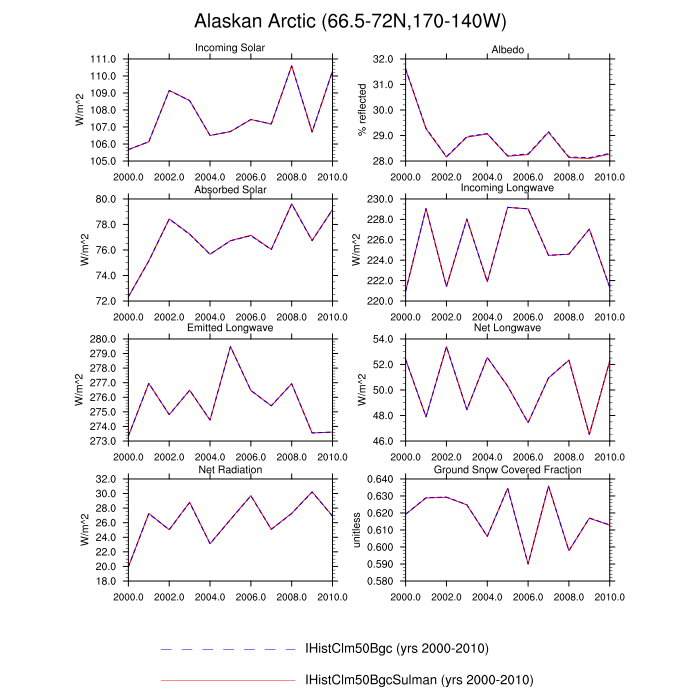 Alaskan Arctic (66.5-72N,170-140W)
Incoming Solar
W/m^2
111.0
110.0
109.0
108.0
107.0
106.0
105.0
2000.0 2002.0 2004.0 2006.0 2008.0 2010.0
Albedo
% reflected
32.0
31.0
30.0
29.0
28.0
2000.0 2002.0 2004.0 2006.0 2008.0 2010.0
Absorbed Solar
W/m^2
80.0
78.0
76.0
74.0
72.0
2000.0 2002.0 2004.0 2006.0 2008.0 2010.0
Incoming Longwave
W/m^2
230.0
228.0
226.0
224.0
222.0
220.0
2000.0 2002.0 2004.0 2006.0 2008.0 2010.0
Emitted Longwave
W/m^2
280.0
279.0
278.0
277.0
276.0
275.0
274.0
273.0
2000.0 2002.0 2004.0 2006.0 2008.0 2010.0
Net Longwave
W/m^2
54.0
52.0
50.0
48.0
46.0
2000.0 2002.0 2004.0 2006.0 2008.0 2010.0
Net Radiation
W/m^2
32.0
30.0
28.0
26.0
24.0
22.0
20.0
18.0
2000.0 2002.0 2004.0 2006.0 2008.0 2010.0
Ground Snow Covered Fraction
unitless
0.640
0.630
0.620
0.610
0.600
0.590
0.580
2000.0 2002.0 2004.0 2006.0 2008.0 2010.0
IHistClm50Bgc (yrs 2000-2010)
IHistClm50BgcSulman (yrs 2000-2010)